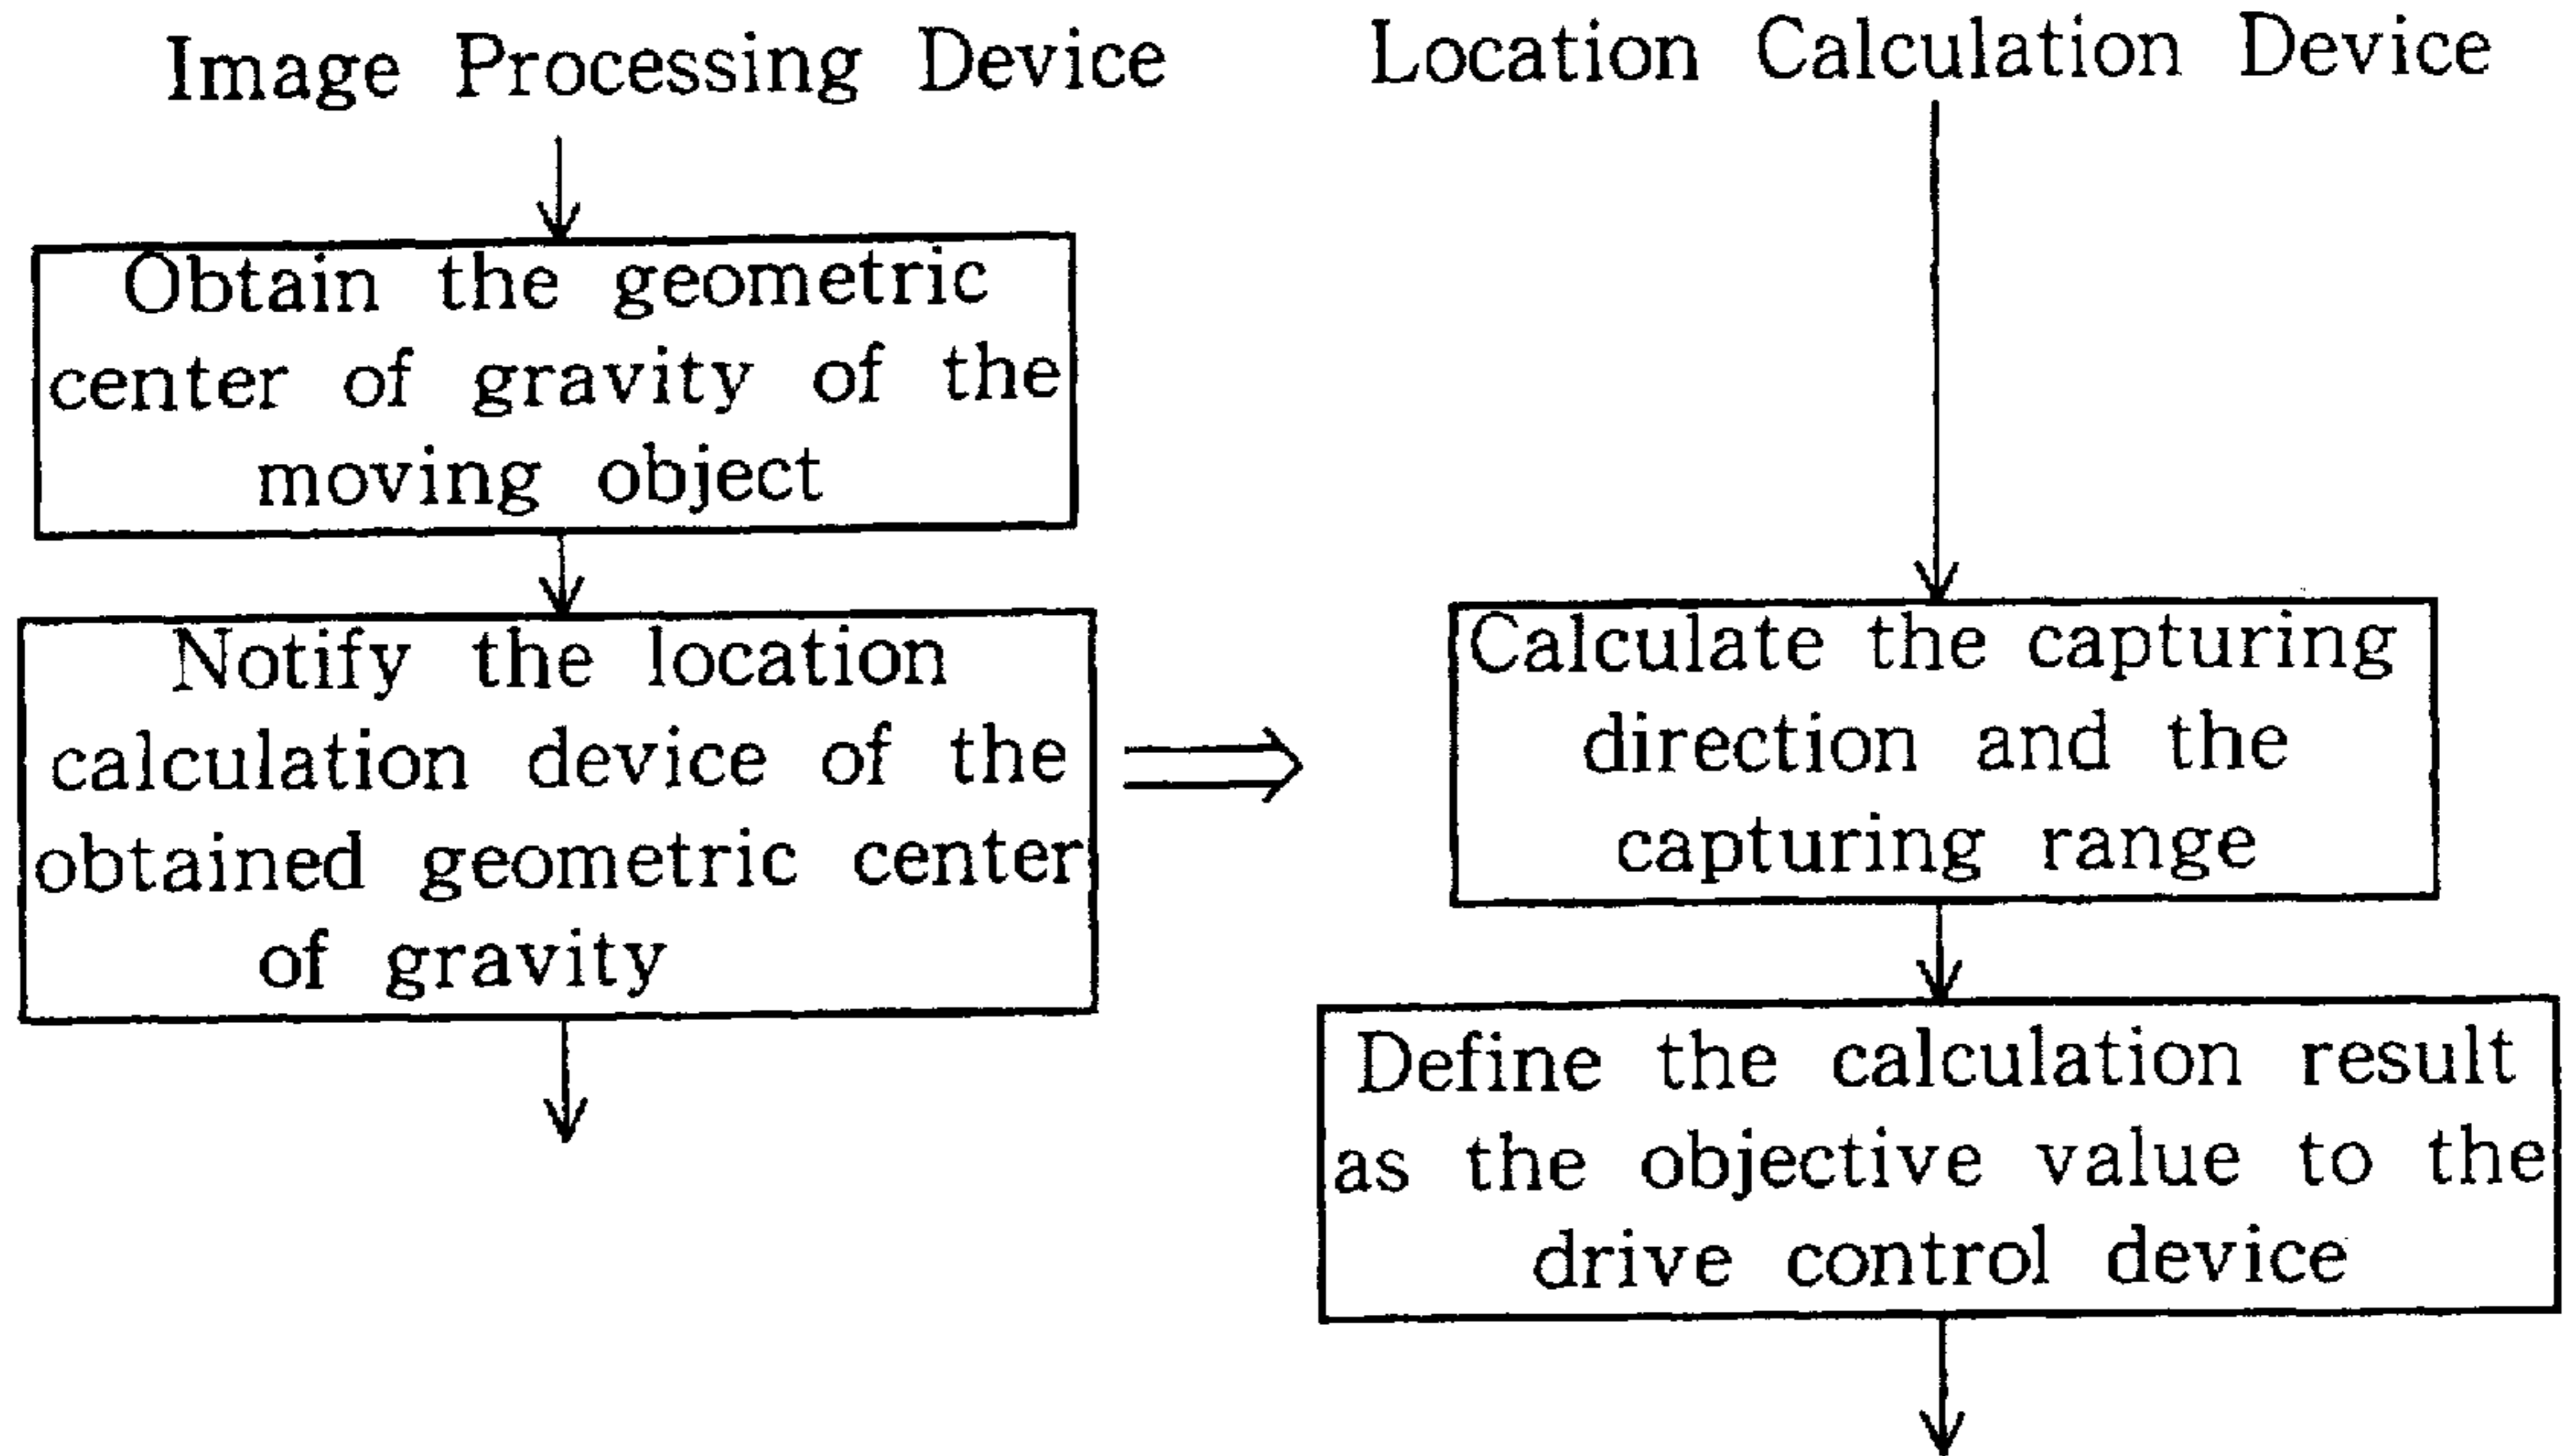 Image Processing Device
Obtain the geometric
center of gravity of the
moving object
Notify the location
calculation device of the
obtained geometric center
of gravity
Location Calculation Device
Calculate the capturing
direction and the
capturing range
Define the calculation result
as the objective value to the
drive control device